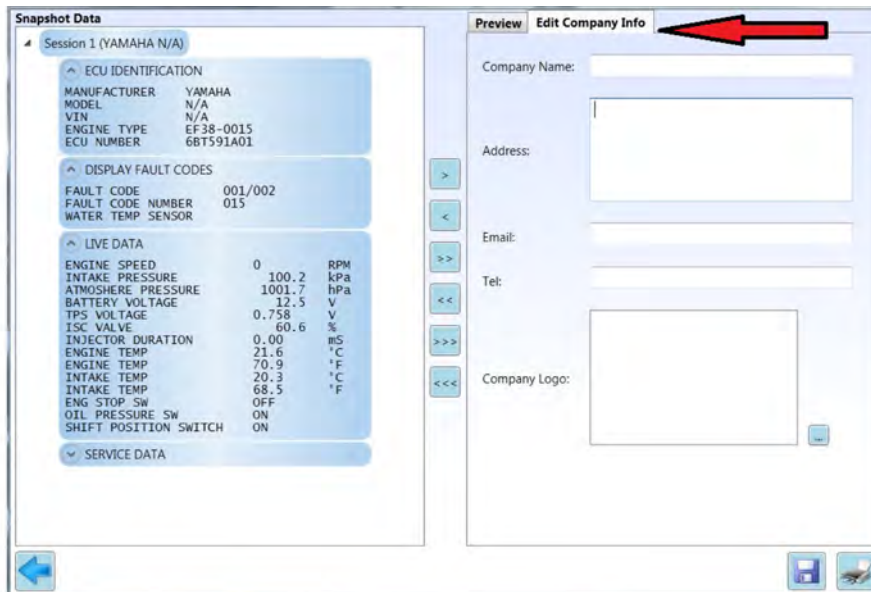 Snapshot Data
Session 1 (YAMAHA N/A)
ECU IDENTIFICATION
MANUFACTURER YAMAHA
MODEL N/A
VIN N/A
ENGINE TYPE EF38-0015
ECU NUMBER 6BT591A01
DISPLAY FAULT CODES
FAULT CODE 001/002
FAULT CODE NUMBER 015
WATER TEMP SENSOR
LIVE DATA
ENGINE SPEED 0 RPM
INTAKE PRESSURE 100.2 kPa
ATMOSHERE PRESSURE 1001.7 hPa
BATTERY VOLTAGE 12.5 V
TPS VOLTAGE 0.758 V
ISC VALVE 60.6 %
INJECTOR DURATION 0.00 mS
ENGINE TEMP 21.6 °C
ENGINE TEMP 70.9 °F
INTAKE TEMP 20.3 °C
INTAKE TEMP 68.5 °F
ENG STOP SW OFF
OIL PRESSURE SW ON
SHIFT POSITION SWITCH ON
SERVICE DATA
>
<
>>
<<
>>>
<<<
Preview Edit Company Info
Company Name:
Address:
Email:
Tel:
Company Logo:
...